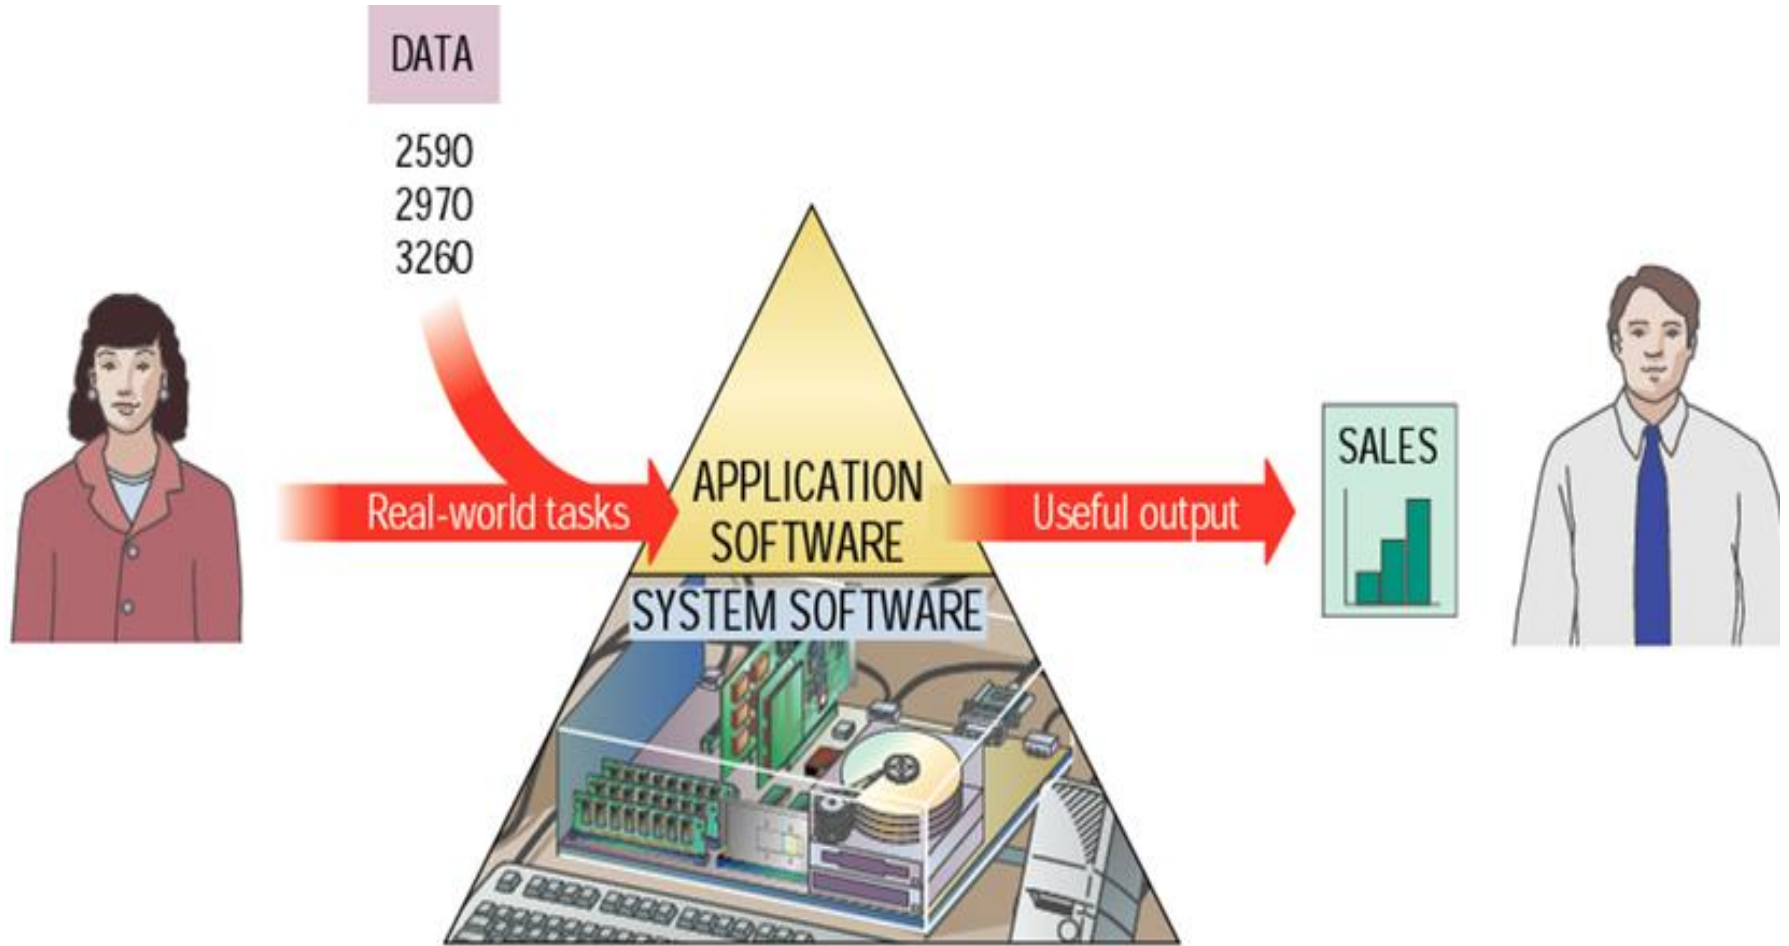 DATA
2590
2970
3260
Real-world tasks
APPLICATION
SOFTWARE
SYSTEM SOFTWARE
Useful output
SALES